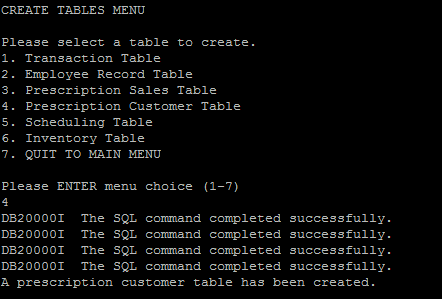 CREATE TABLES MENU
Please select a table to create.
1. Transaction Table
2. Employee Record Table
3. Prescription Sales Table
4. Prescription Customer Table
5. Scheduling Table
6. Inventory Table
7. QUIT TO MAIN MENU
Please ENTER menu choice (1-7)
4
DB20000I  The SQL command completed successfully.
DB20000I  The SQL command completed successfully.
DB20000I  The SQL command completed successfully.
DB20000I  The SQL command completed successfully.
A prescription customer table has been created.